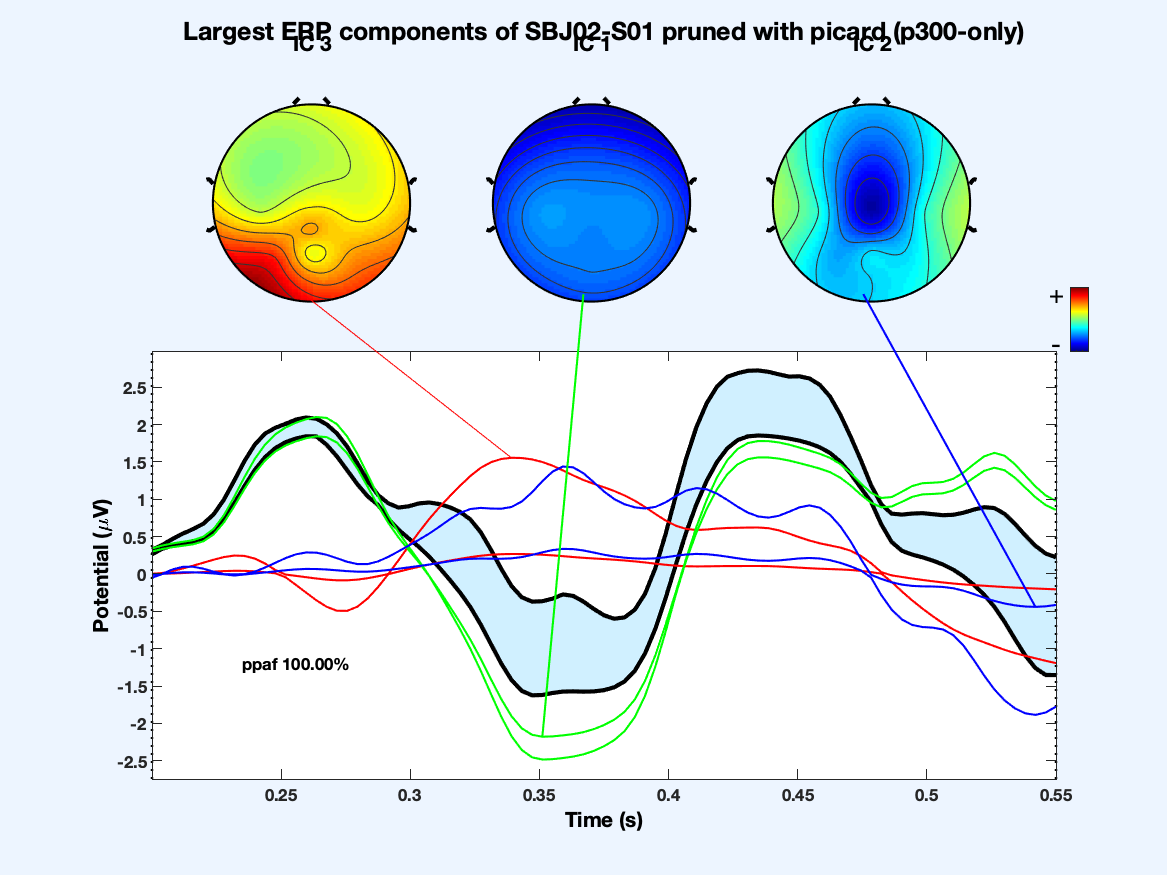 Largest ERP components of SBJ02-S01 pruned with picard (p300-only)
IC 3
IC 1
IC 2
+
-
2.5
2
1.5
1
0.5
0
-0.5
-1
-1.5
-2
-2.5
Potential (μV)
ppaf 100.00%
0.25 0.3 0.35 0.4 0.45 0.5 0.55
Time (s)